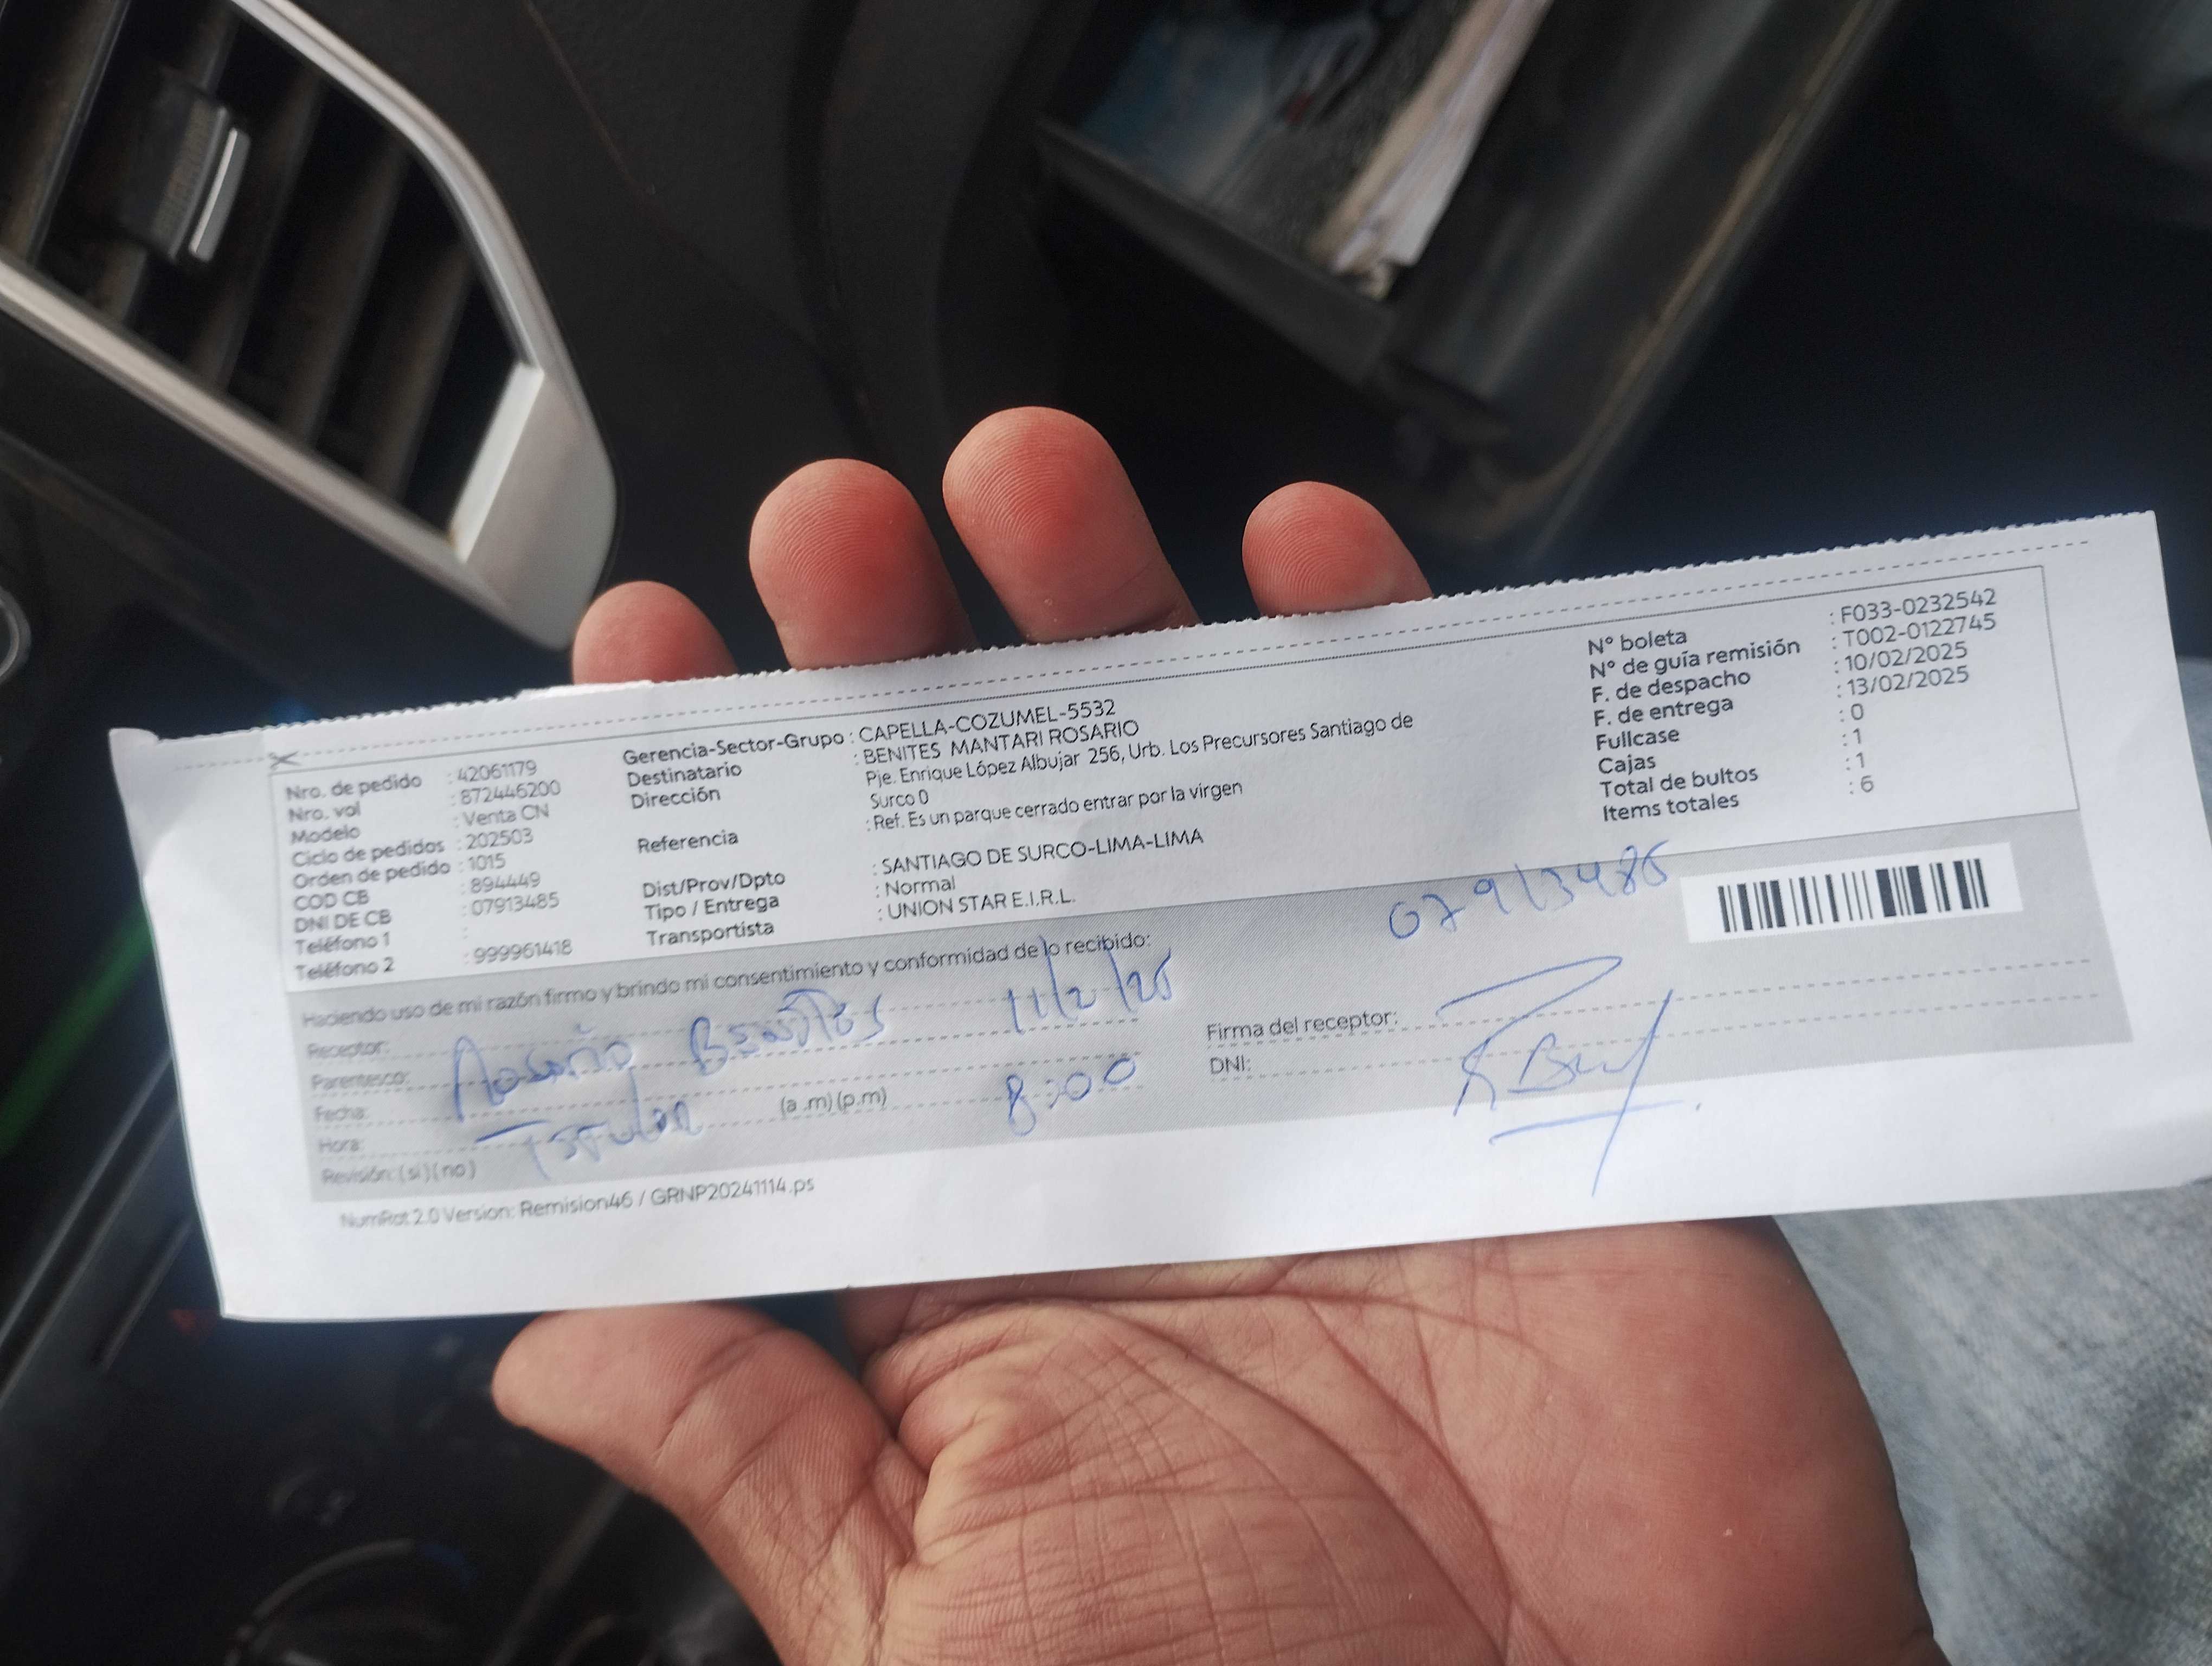 Nro. de pedido : 42061179
Nro. vol : 872446200
Modelo : Venta CN
Ciclo de pedidos : 202503
Orden de pedido : 1015
COD CB : 894449
DNI DE CB : 07913485
Teléfono 1 :
Teléfono 2 : 999961418
Gerencia-Sector-Grupo : CAPELLA-COZUMEL-5532
Destinatario : BENITES MANTARI ROSARIO
Dirección Pje. Enrique López Albujar 256, Urb. Los Precursores Santiago de
Surco 0
Referencia : Ref. Es un parque cerrado entrar por la virgen
Dist/Prov/Dpto : SANTIAGO DE SURCO-LIMA-LIMA
Tipo / Entrega : Normal
Transportista : UNION STAR E.I.R.L.
N° boleta : F033-0232542
N° de guía remisión : T002-0122745
F. de despacho : 10/02/2025
F. de entrega : 13/02/2025
Fullcase : 0
Cajas : 1
Total de bultos : 1
Items totales : 6
Haciendo uso de mi razón firmo y brindo mi consentimiento y conformidad de lo recibido:
Receptor:
Parentesco: Rosario Benites 11/2/25
Fecha:
Hora: Titular (a .m) (p.m) 8:00
Revisión: (si) (no)
07913485
Firma del receptor:
DNI:
NumRot 2.0 Version: Remision46 / GRNP20241114.ps